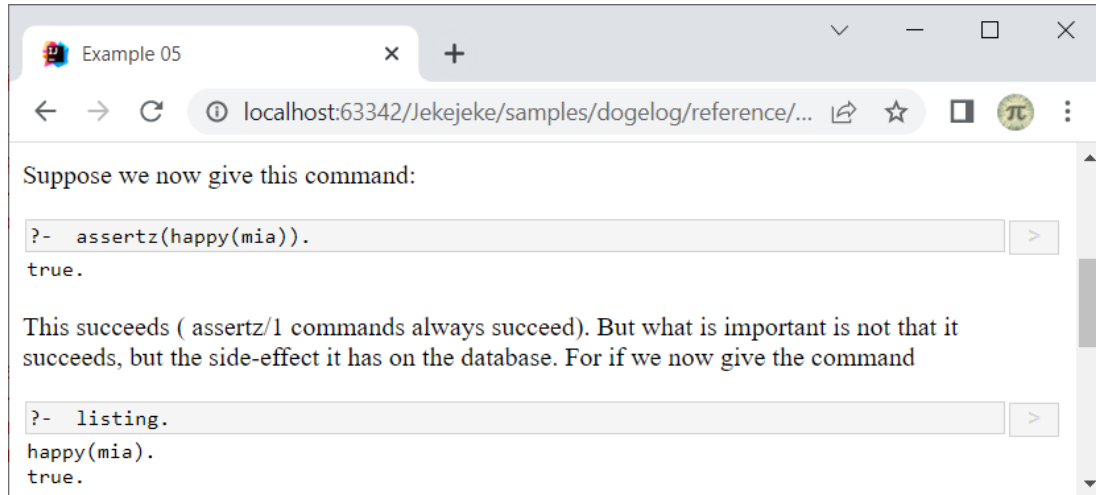 Example 05
localhost:63342/Jekejeke/samples/dogelog/reference/...
Suppose we now give this command:
?-  assertz(happy(mia)).
>
true.
This succeeds ( assertz/1 commands always succeed). But what is important is not that it
succeeds, but the side-effect it has on the database. For if we now give the command
?-  listing.
>
happy(mia).
true.